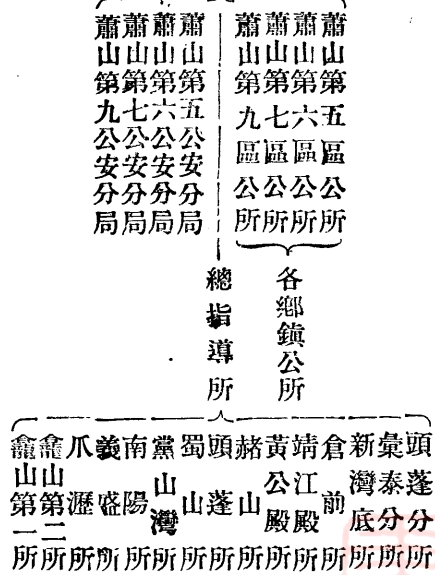 蕭山第五區公所
蕭山第六區公所
蕭山第七區公所
蕭山第九區公所
蕭山第五公安分局
蕭山第六公安分局
蕭山第七公安分局
蕭山第九公安分局
各鄉鎭公所
總指導所
頭蓬分所
彙泰分所
新灣底所
倉前所
靖江殿所
黃公殿所
赭山所
頭蓬所
蜀山所
黨山灣所
南陽所
義盛所
爪瀝所
龕山第二所
龕山第一所